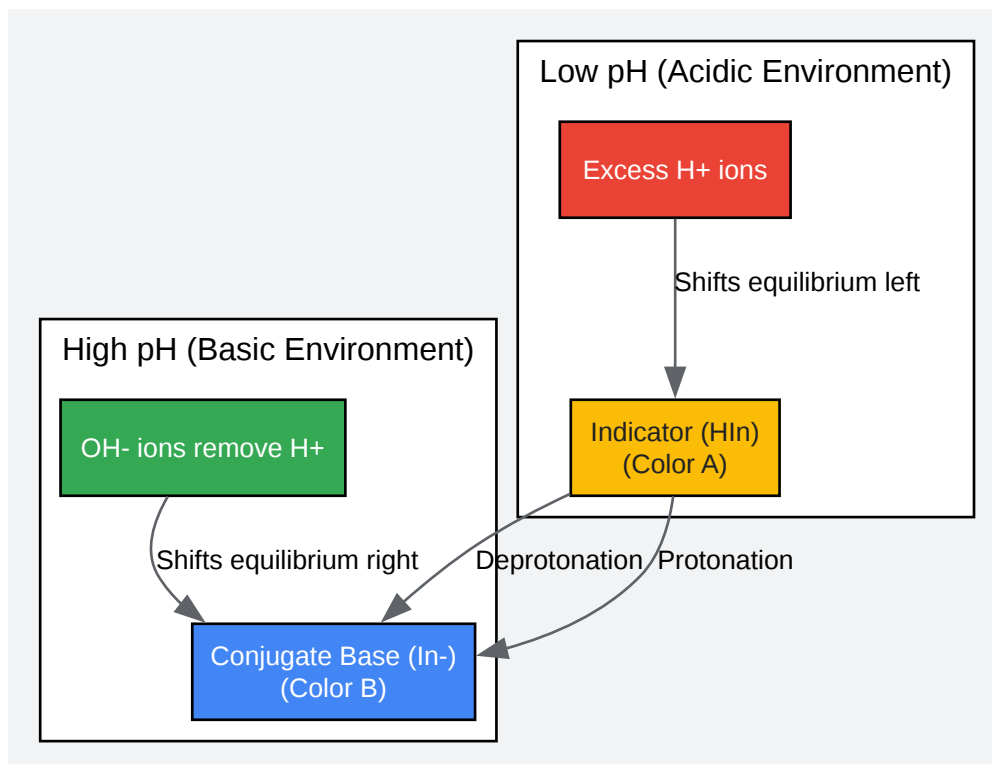 Low pH (Acidic Environment)
Excess H+ ions
Shifts equilibrium left
High pH (Basic Environment)
OH- ions remove H+
Indicator (HIn)
(Color A)
Shifts equilibrium right
Deprotonation
Protonation
Conjugate Base (In-)
(Color B)